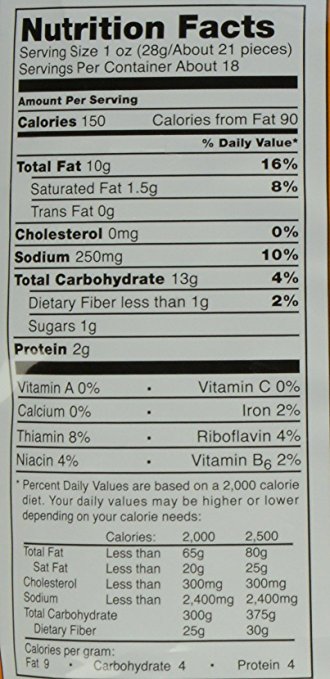 Nutrition Facts
Serving Size 1 oz (28g/About 21 pieces)
Servings Per Container About 18
Amount Per Serving
Calories 150 Calories from Fat 90
% Daily Value*
Total Fat 10g 16%
Saturated Fat 1.5g 8%
Trans Fat 0g
Cholesterol 0mg 0%
Sodium 250mg 10%
Total Carbohydrate 13g 4%
Dietary Fiber less than 1g 2%
Sugars 1g
Protein 2g
Vitamin A 0% • Vitamin C 0%
Calcium 0% • Iron 2%
Thiamin 8% • Riboflavin 4%
Niacin 4% • Vitamin B6 2%
* Percent Daily Values are based on a 2,000 calorie
diet. Your daily values may be higher or lower
depending on your calorie needs:
Calories: 2,000 2,500
Total Fat Less than 65g 80g
Sat Fat Less than 20g 25g
Cholesterol Less than 300mg 300mg
Sodium Less than 2,400mg 2,400mg
Total Carbohydrate 300g 375g
Dietary Fiber 25g 30g
Calories per gram:
Fat 9 • Carbohydrate 4 • Protein 4